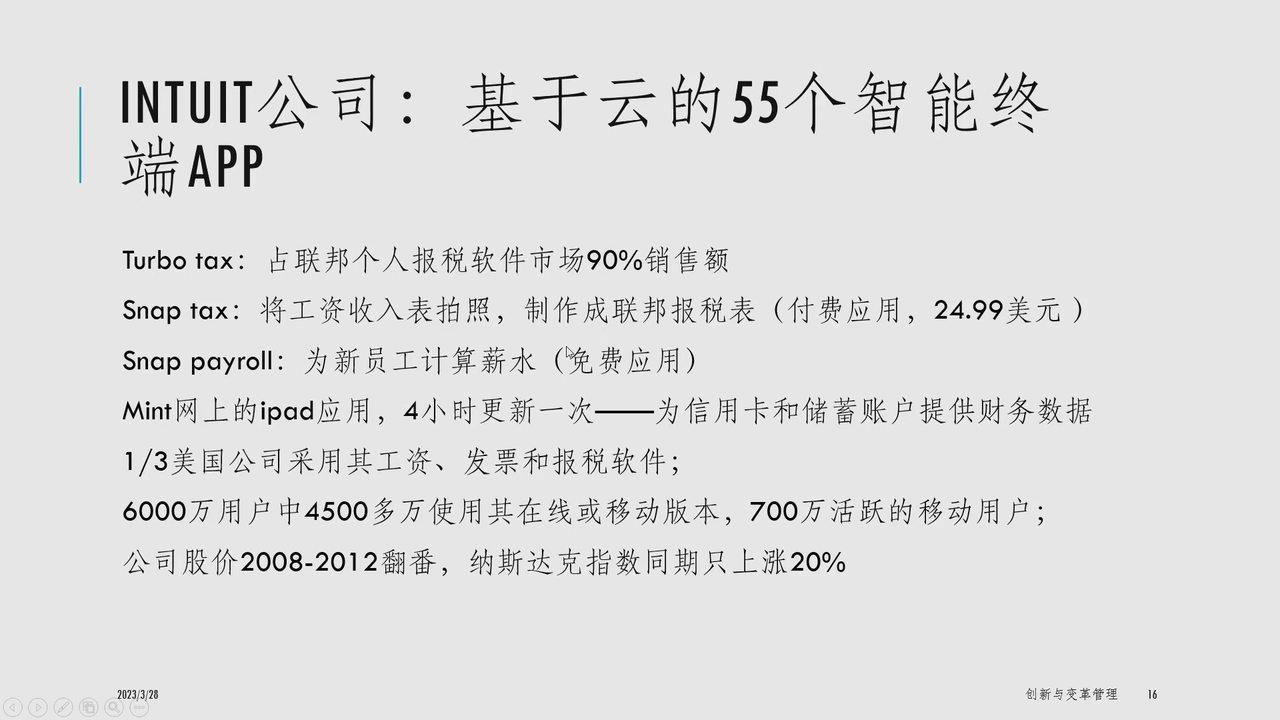 INTUIT公司：基于云的55个智能终
端APP
Turbo tax：占联邦个人报税软件市场90%销售额
Snap tax：将工资收入表拍照，制作成联邦报税表（付费应用，24.99美元 ）
Snap payroll：为新员工计算薪水（免费应用）
Mint网上的ipad应用，4小时更新一次——为信用卡和储蓄账户提供财务数据
1/3美国公司采用其工资、发票和报税软件；
6000万用户中4500多万使用其在线或移动版本，700万活跃的移动用户；
公司股价2008-2012翻番，纳斯达克指数同期只上涨20%
2023/3/28
创新与变革管理
16